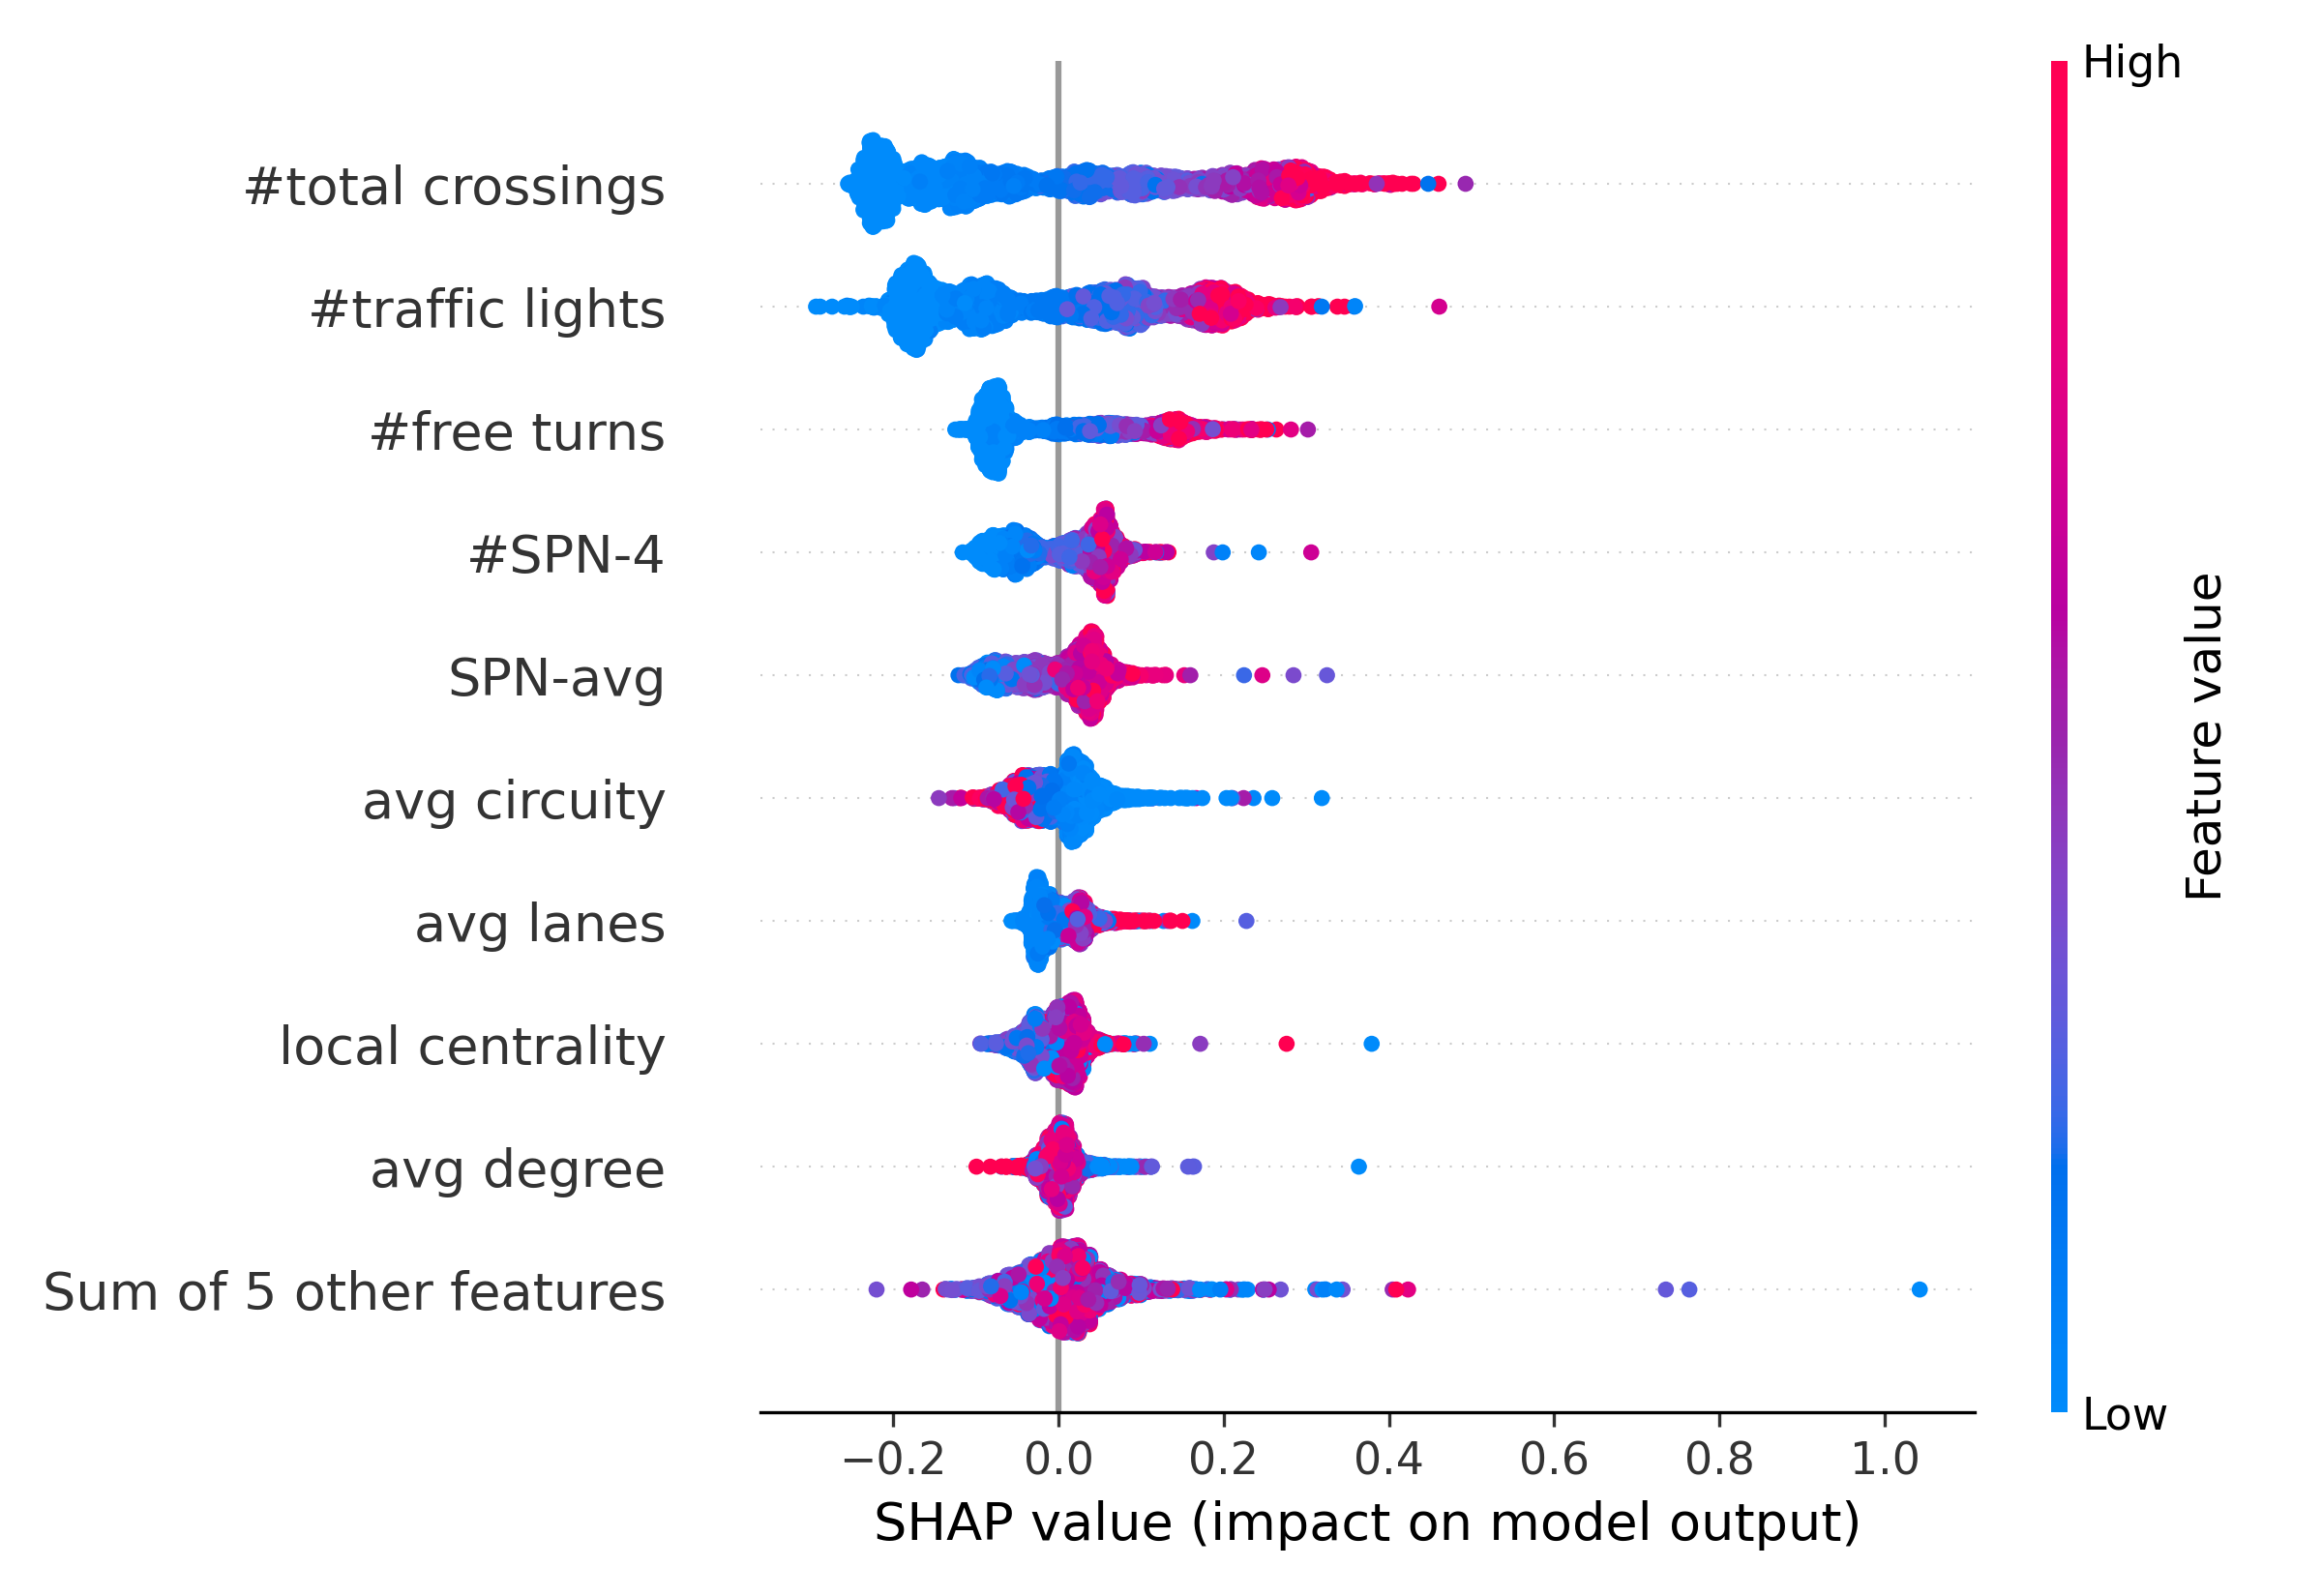 High
#total crossings
#traffic lights
#free turns
#SPN-4
SPN-avg
avg circuity
avg lanes
local centrality
avg degree
Sum of 5 other features
Feature value
Low
−0.2 0.0 0.2 0.4 0.6 0.8 1.0
SHAP value (impact on model output)